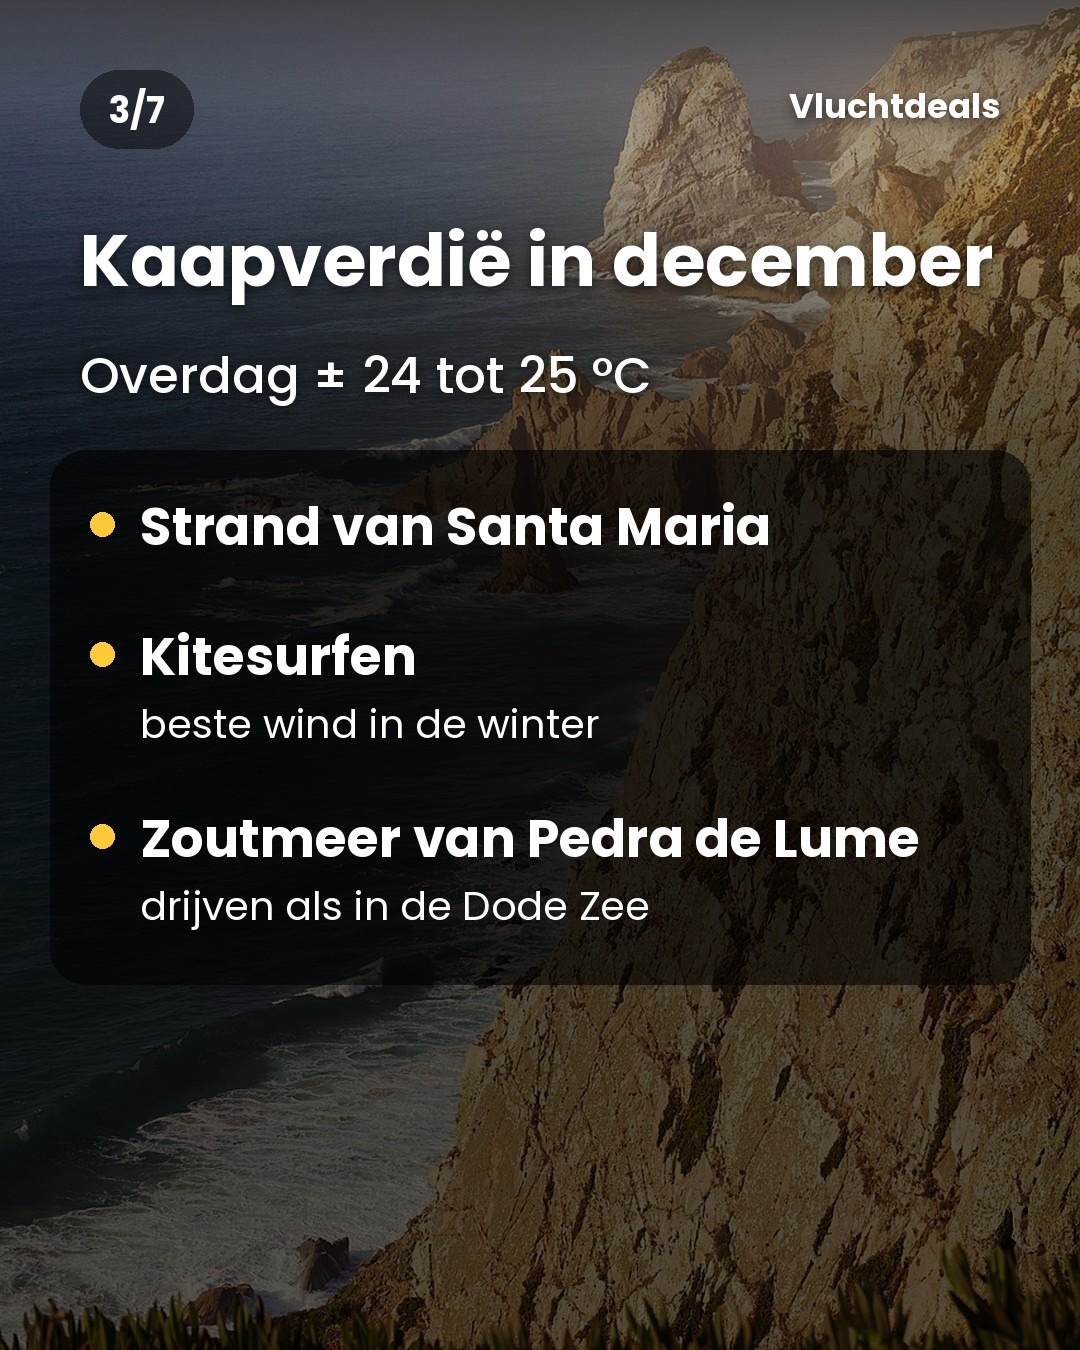 3/7
Vluchtdeals
Kaapverdië in december
Overdag ± 24 tot 25 °C
Strand van Santa Maria
Kitesurfen
beste wind in de winter
Zoutmeer van Pedra de Lume
drijven als in de Dode Zee